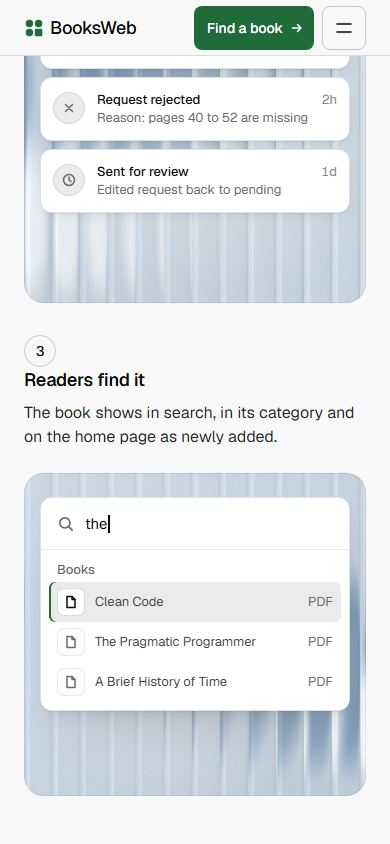 BooksWeb
Find a book →
Request rejected 2h
Reason: pages 40 to 52 are missing
Sent for review 1d
Edited request back to pending
3
Readers find it
The book shows in search, in its category and
on the home page as newly added.
the
Books
Clean Code PDF
The Pragmatic Programmer PDF
A Brief History of Time PDF